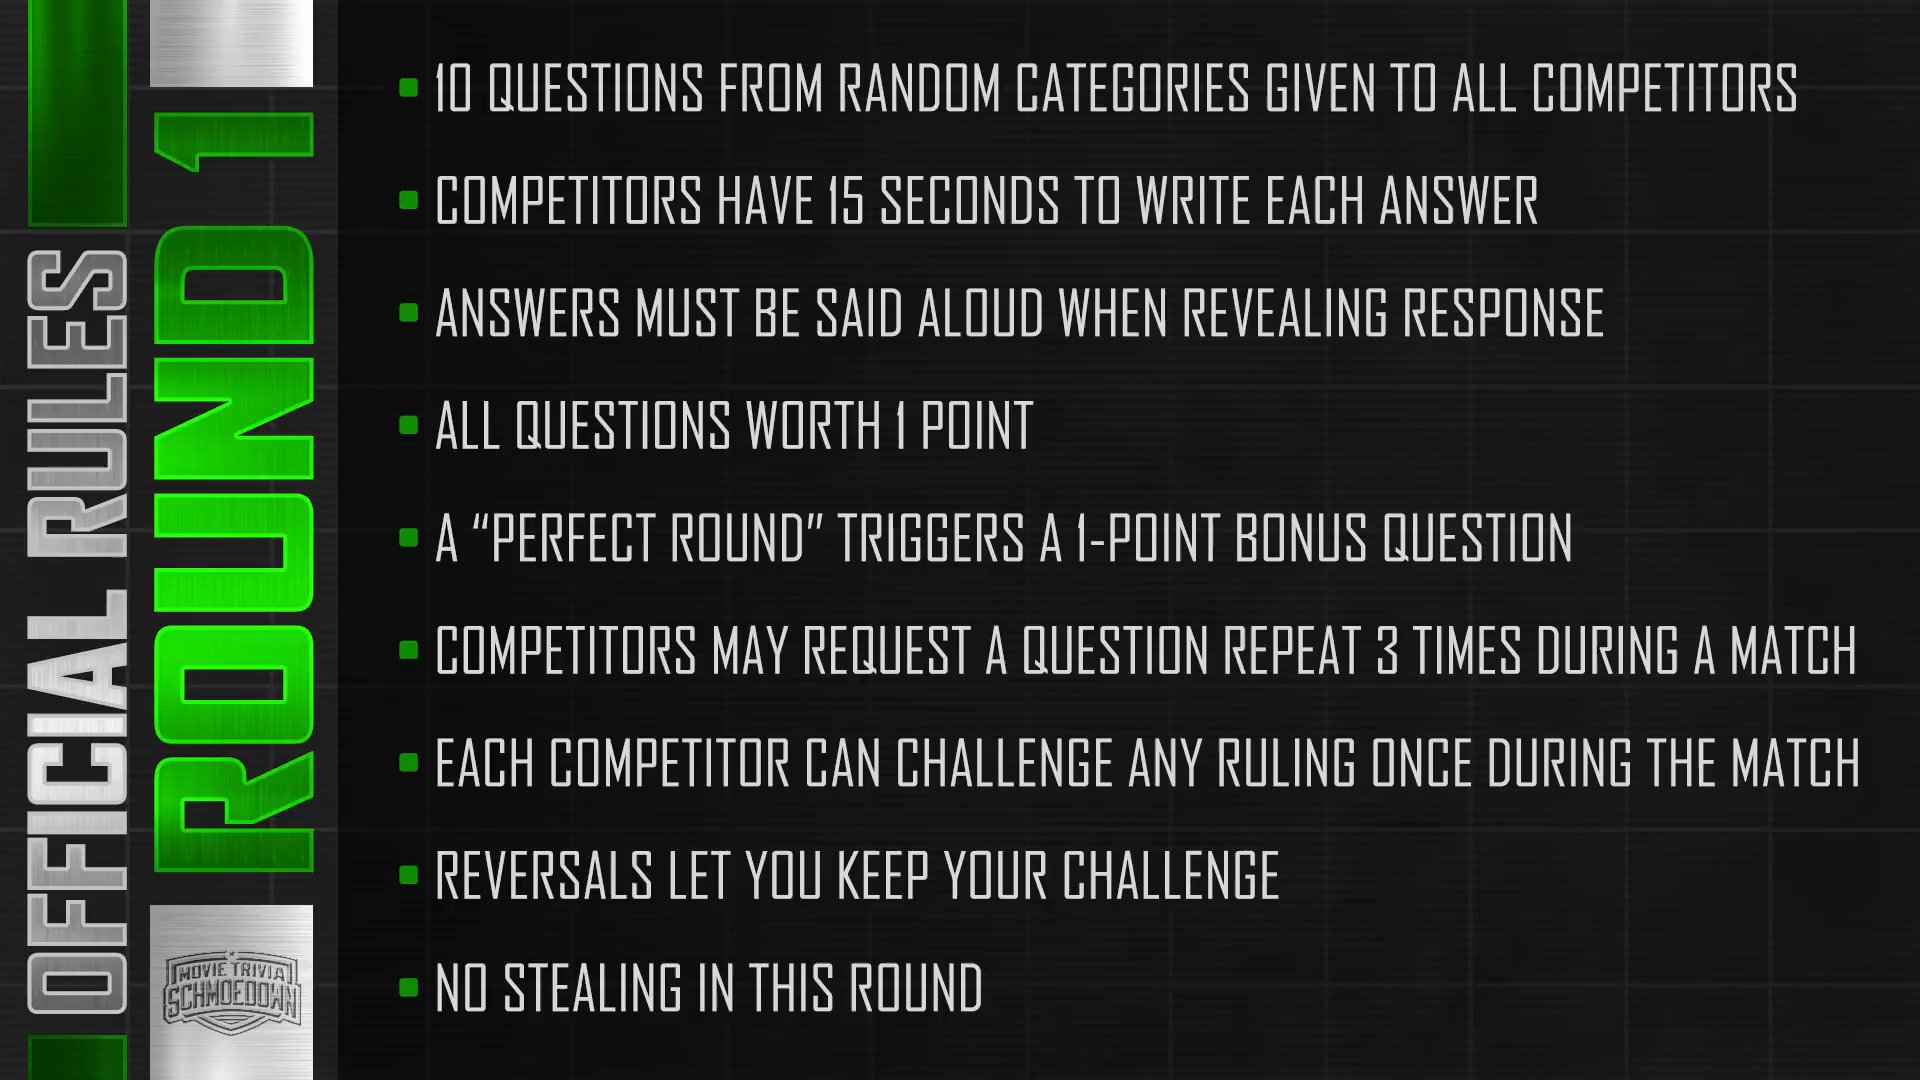 OFFICIAL RULES
ROUND 1
MOVIE TRIVIA
SCHMOEDOWN
10 QUESTIONS FROM RANDOM CATEGORIES GIVEN TO ALL COMPETITORS
COMPETITORS HAVE 15 SECONDS TO WRITE EACH ANSWER
ANSWERS MUST BE SAID ALOUD WHEN REVEALING RESPONSE
ALL QUESTIONS WORTH 1 POINT
A “PERFECT ROUND” TRIGGERS A 1-POINT BONUS QUESTION
COMPETITORS MAY REQUEST A QUESTION REPEAT 3 TIMES DURING A MATCH
EACH COMPETITOR CAN CHALLENGE ANY RULING ONCE DURING THE MATCH
REVERSALS LET YOU KEEP YOUR CHALLENGE
NO STEALING IN THIS ROUND